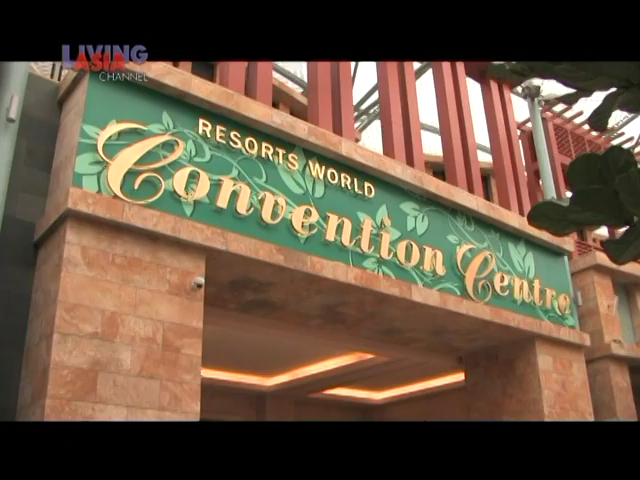 LIVING
ASIA
CHANNEL
RESORTS WORLD
Convention Centre